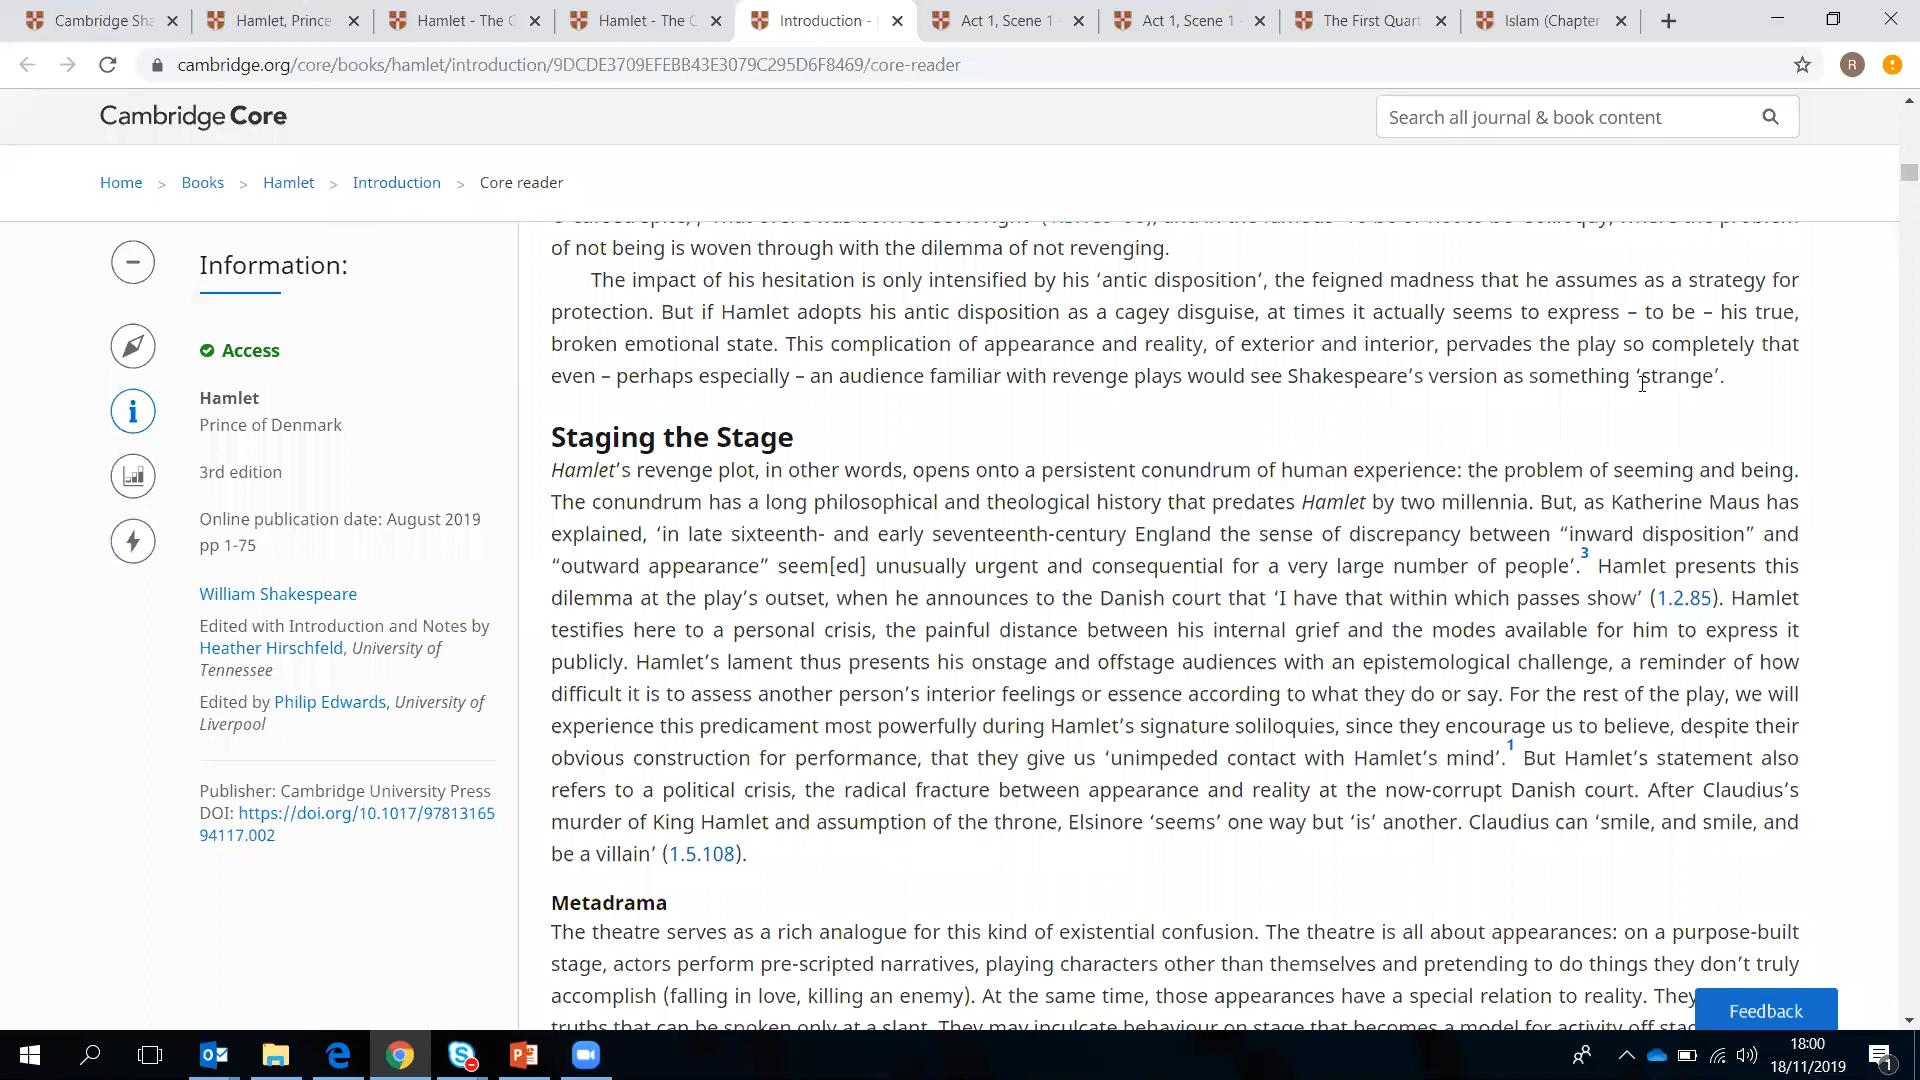 Cambridge Sha
Hamlet, Prince
Hamlet - The C
Hamlet - The C
Introduction -
Act 1, Scene 1
Act 1, Scene 1
The First Quart
Islam (Chapter
cambridge.org/core/books/hamlet/introduction/9DCDE3709EFEBB43E3079C295D6F8469/core-reader
R
Cambridge Core
Search all journal & book content
Home > Books > Hamlet > Introduction > Core reader
Information:
Access
Hamlet
Prince of Denmark
3rd edition
Online publication date: August 2019
pp 1-75
William Shakespeare
Edited with Introduction and Notes by
Heather Hirschfeld, University of
Tennessee
Edited by Philip Edwards, University of
Liverpool
Publisher: Cambridge University Press
DOI: https://doi.org/10.1017/97813165
94117.002
of not being is woven through with the dilemma of not revenging.
The impact of his hesitation is only intensified by his ‘antic disposition’, the feigned madness that he assumes as a strategy for
protection. But if Hamlet adopts his antic disposition as a cagey disguise, at times it actually seems to express – to be – his true,
broken emotional state. This complication of appearance and reality, of exterior and interior, pervades the play so completely that
even – perhaps especially – an audience familiar with revenge plays would see Shakespeare’s version as something ‘strange’.
Staging the Stage
Hamlet’s revenge plot, in other words, opens onto a persistent conundrum of human experience: the problem of seeming and being.
The conundrum has a long philosophical and theological history that predates Hamlet by two millennia. But, as Katherine Maus has
explained, ‘in late sixteenth- and early seventeenth-century England the sense of discrepancy between “inward disposition” and
“outward appearance” seem[ed] unusually urgent and consequential for a very large number of people’.3 Hamlet presents this
dilemma at the play’s outset, when he announces to the Danish court that ‘I have that within which passes show’ (1.2.85). Hamlet
testifies here to a personal crisis, the painful distance between his internal grief and the modes available for him to express it
publicly. Hamlet’s lament thus presents his onstage and offstage audiences with an epistemological challenge, a reminder of how
difficult it is to assess another person’s interior feelings or essence according to what they do or say. For the rest of the play, we will
experience this predicament most powerfully during Hamlet’s signature soliloquies, since they encourage us to believe, despite their
obvious construction for performance, that they give us ‘unimpeded contact with Hamlet’s mind’.1 But Hamlet’s statement also
refers to a political crisis, the radical fracture between appearance and reality at the now-corrupt Danish court. After Claudius’s
murder of King Hamlet and assumption of the throne, Elsinore ‘seems’ one way but ‘is’ another. Claudius can ‘smile, and smile, and
be a villain’ (1.5.108).
Metadrama
The theatre serves as a rich analogue for this kind of existential confusion. The theatre is all about appearances: on a purpose-built
stage, actors perform pre-scripted narratives, playing characters other than themselves and pretending to do things they don’t truly
accomplish (falling in love, killing an enemy). At the same time, those appearances have a special relation to reality. They
truths that can be spoken only at a slant. They may inculcate behaviour on stage that becomes a model for activity off
Feedback
18:00
18/11/2019
1